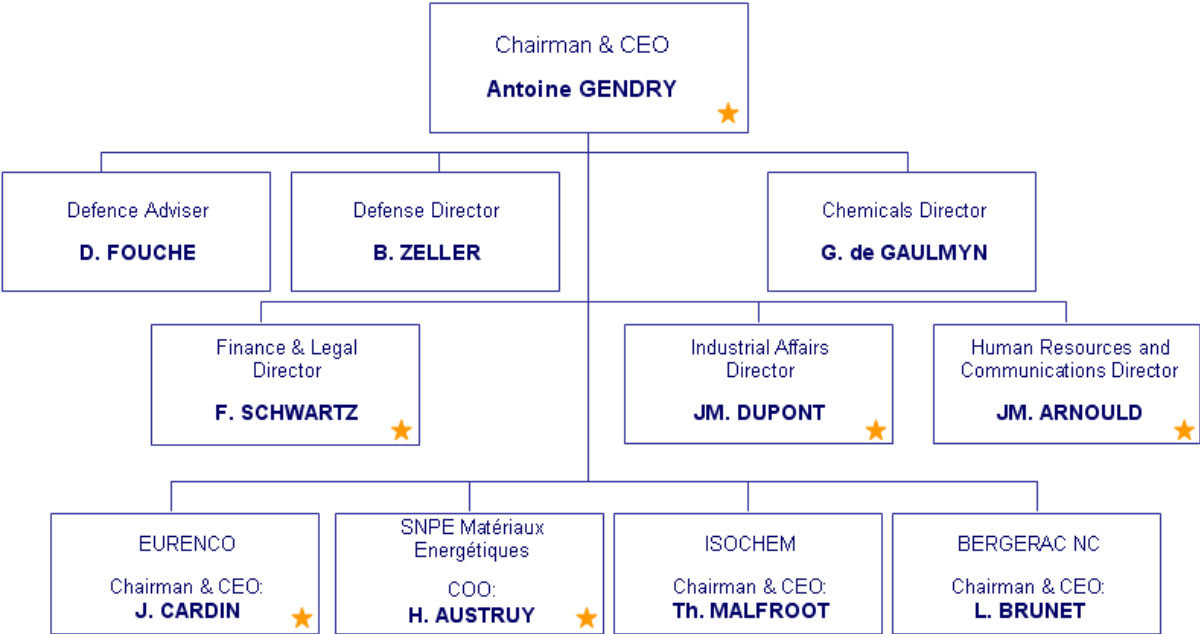 Chairman & CEO
Antoine GENDRY
Defence Adviser
D. FOUCHE
Defense Director
B. ZELLER
Chemicals Director
G. de GAULMYN
Finance & Legal
Director
F. SCHWARTZ
Industrial Affairs
Director
JM. DUPONT
Human Resources and
Communications Director
JM. ARNOULD
EURENCO
Chairman & CEO:
J. CARDIN
SNPE Matériaux
Energétiques
COO:
H. AUSTRUY
ISOCHEM
Chairman & CEO:
Th. MALFROOT
BERGERAC NC
Chairman & CEO:
L. BRUNET